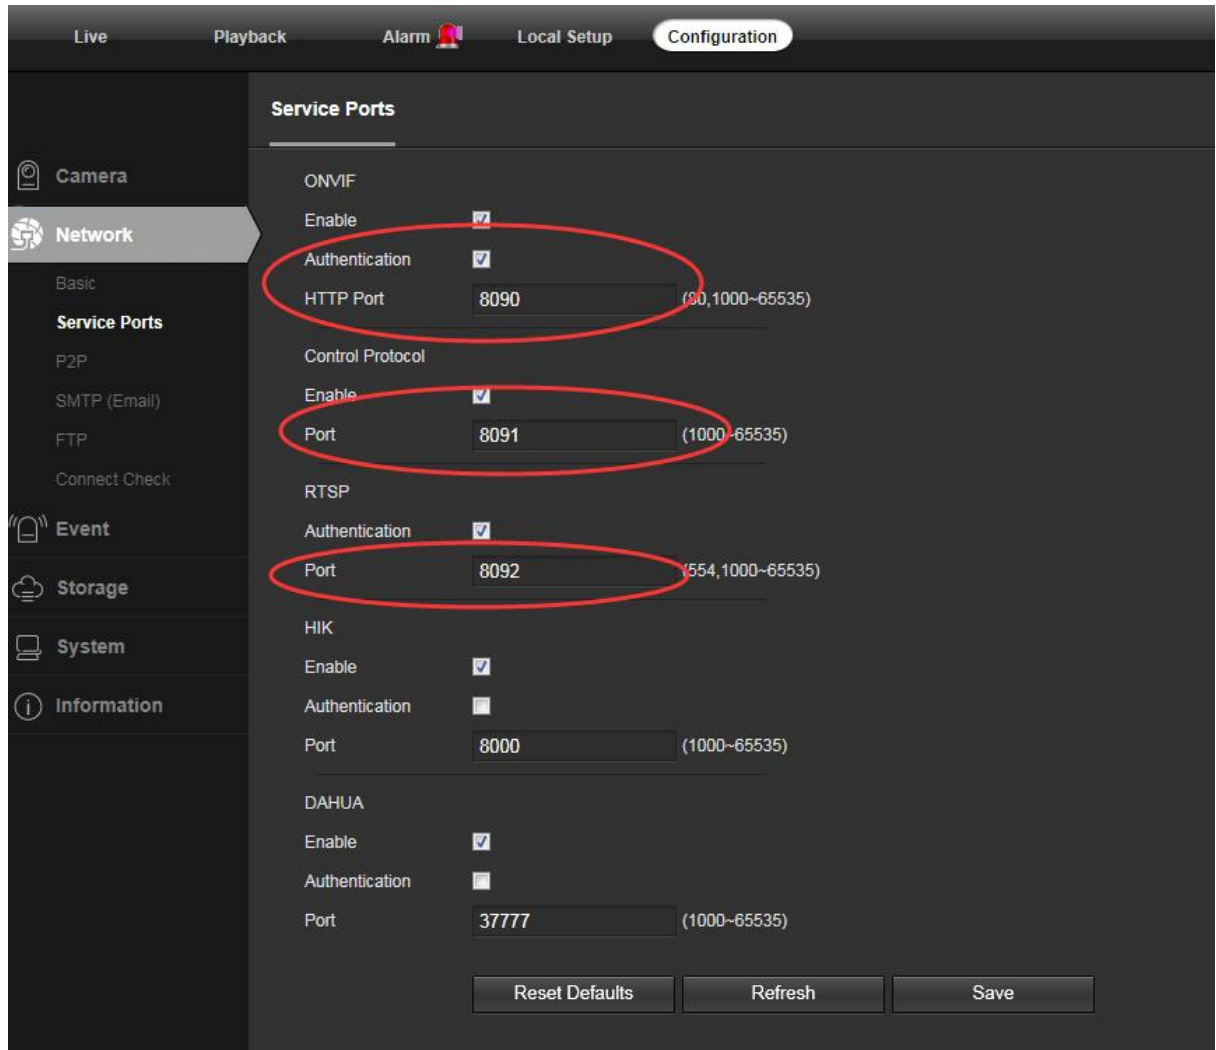 Live Playback Alarm Local Setup Configuration
Service Ports
Camera
Network
Basic
Service Ports
P2P
SMTP (Email)
FTP
Connect Check
Event
Storage
System
Information
ONVIF
Enable
Authentication
HTTP Port 8090 (80,1000~65535)
Control Protocol
Enable
Port 8091 (1000~65535)
RTSP
Authentication
Port 8092 (554,1000~65535)
HIK
Enable
Authentication
Port 8000 (1000~65535)
DAHUA
Enable
Authentication
Port 37777 (1000~65535)
Reset Defaults Refresh Save